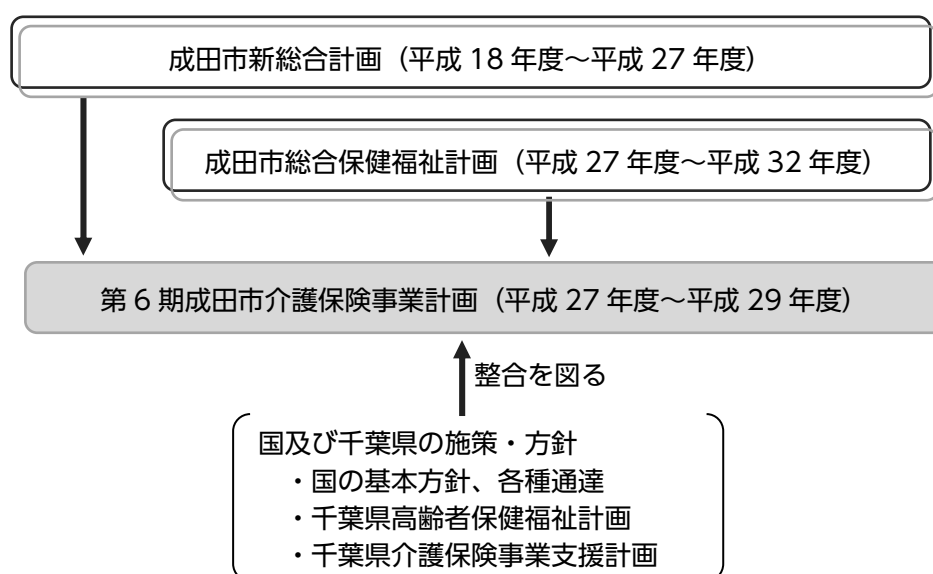 成田市新総合計画（平成 18 年度～平成 27 年度）
成田市総合保健福祉計画（平成 27 年度～平成 32 年度）
第 6 期成田市介護保険事業計画（平成 27 年度～平成 29 年度）
整合を図る
国及び千葉県の施策・方針
・国の基本方針、各種通達
・千葉県高齢者保健福祉計画
・千葉県介護保険事業支援計画